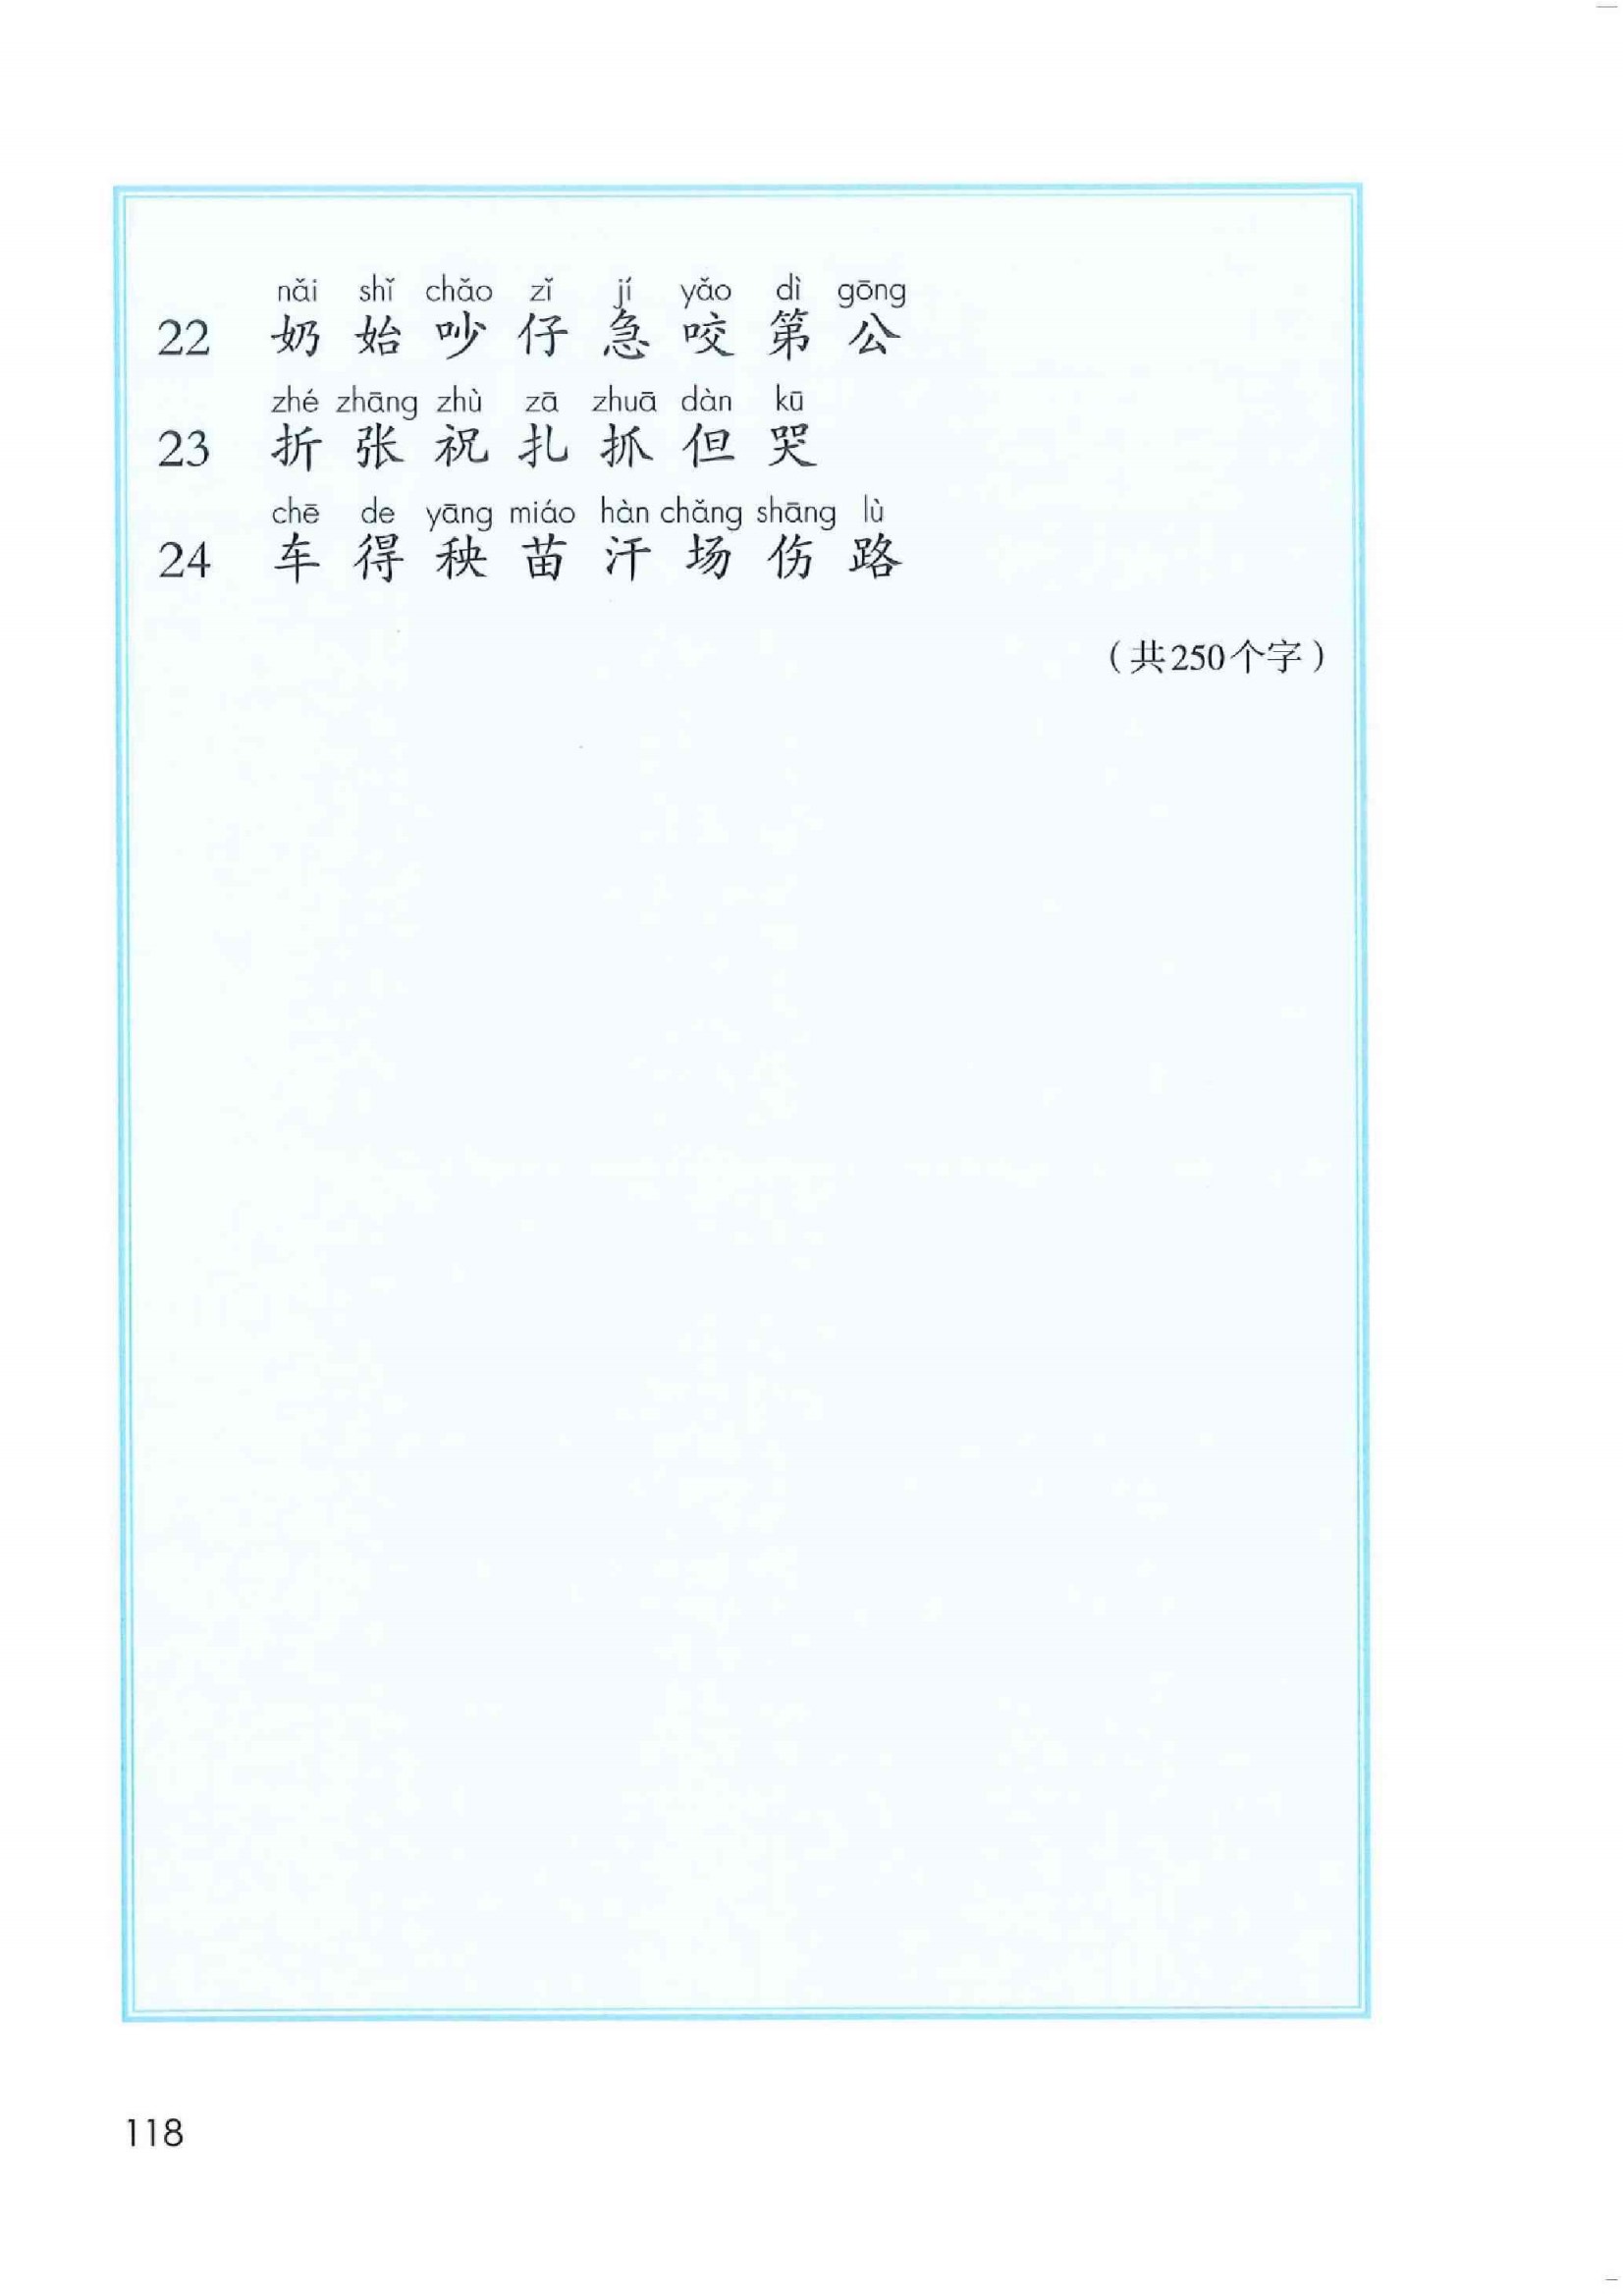 nǎi shǐ chǎo zǐ jí yǎo dì gōng
22 奶 始 吵 仔 急 咬 第 公
zhé zhāng zhù zā zhuā dàn kū
23 折 张 祝 扎 抓 但 哭
chē de yāng miáo hàn chǎng shāng lù
24 车 得 秧 苗 汗 场 伤 路
（共250个字）
118